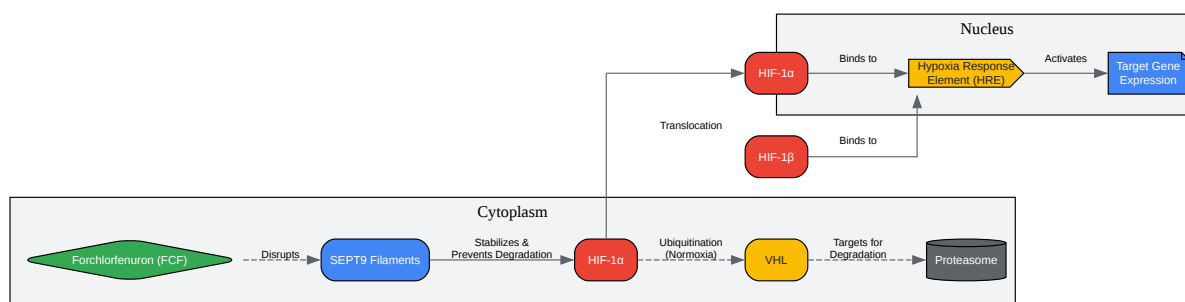 Nucleus
HIF-1α
Binds to
Hypoxia Response
Element (HRE)
Activates
Target Gene
Expression
Translocation
HIF-1β
Binds to
Cytoplasm
Forchlorfenuron (FCF)
Disrupts
SEPT9 Filaments
Stabilizes &
Prevents Degradation
HIF-1α
Ubiquitination
(Normoxia)
VHL
Targets for
Degradation
Proteasome